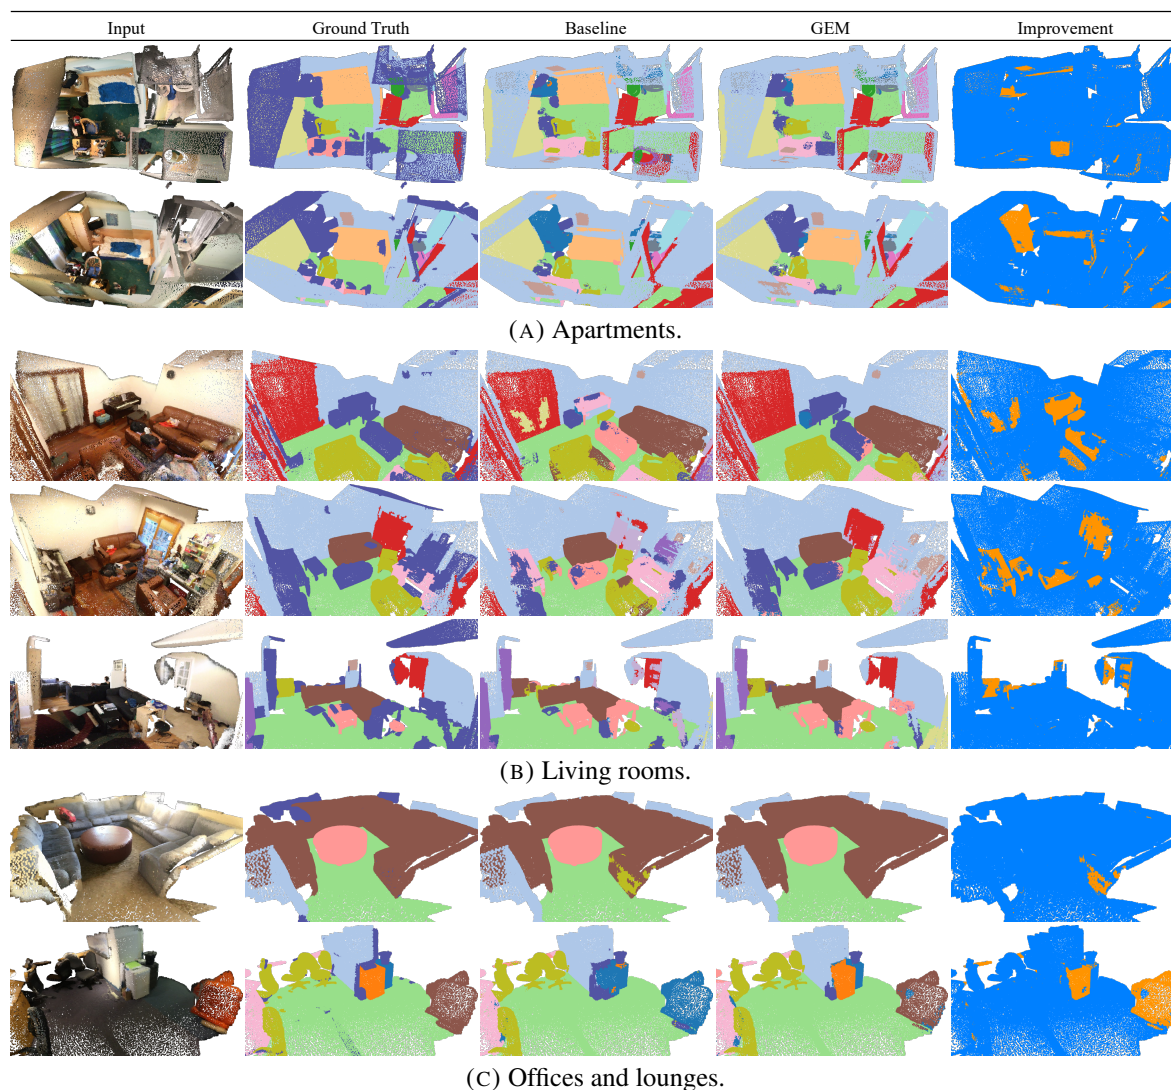 Input Ground Truth Baseline GEM Improvement
(A) Apartments.
(B) Living rooms.
(C) Offices and lounges.